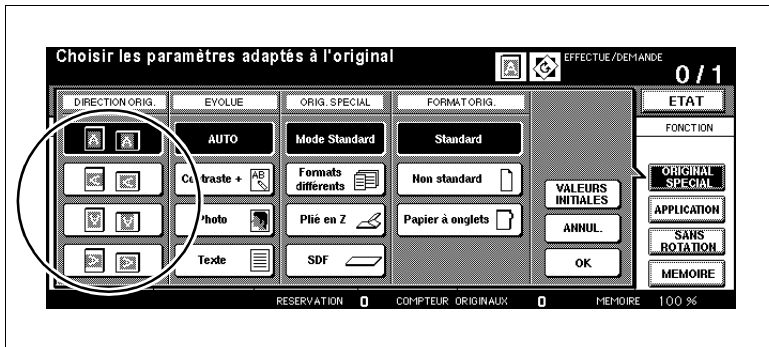 Choisir les paramètres adaptés à l'original
EFFECTUE/DEMANDE
0 / 1
DIRECTION ORIG.
EVOLUE
ORIG. SPECIAL
FORMAT ORIG.
ETAT
FONCTION
A A
AUTO
Mode Standard
Standard
A A
Contraste +
AB
Formats
différents
Non standard
VALEURS
INITIALES
ORIGINAL
SPECIAL
A A
Photo
Plié en Z
Papier à onglets
ANNUL.
APPLICATION
SANS
ROTATION
A A
Texte
SDF
OK
MEMOIRE
RESERVATION 0 COMPTEUR ORIGINAUX 0 MEMOIRE 100 %